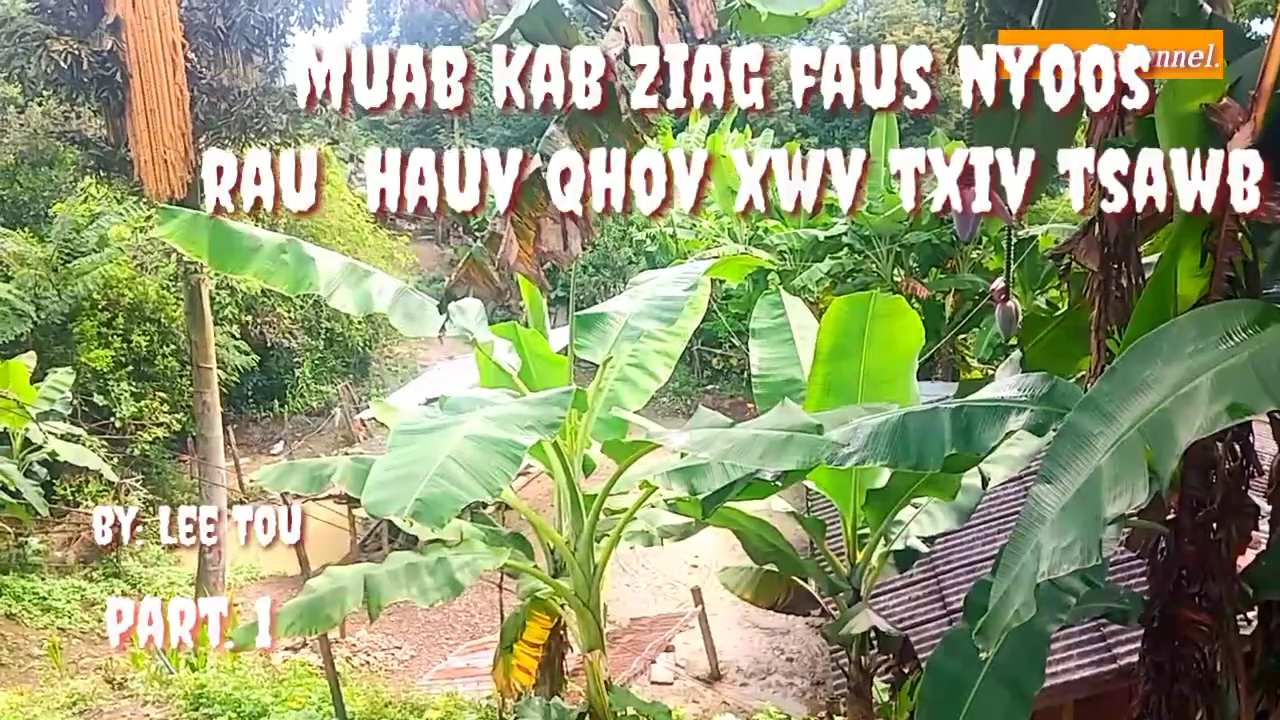 MUAB KAB ZIAG FAUS NYOOS
RAU HAUV QHOV XWV TXIV TSAWB
BY: LEE TOU
PART. 1